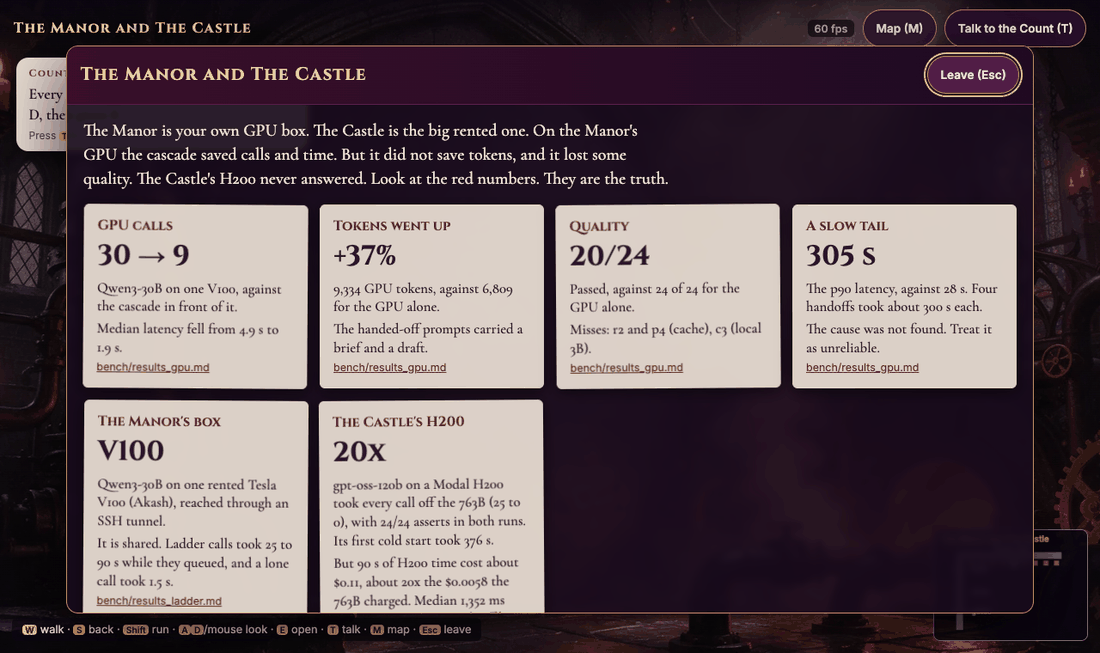 The Manor and The Castle
60 fps
Map (M)
Talk to the Count (T)
Count
Every
D, the
Press T
The Manor and The Castle
Leave (Esc)
The Manor is your own GPU box. The Castle is the big rented one. On the Manor's
GPU the cascade saved calls and time. But it did not save tokens, and it lost some
quality. The Castle's H200 never answered. Look at the red numbers. They are the truth.
GPU calls
30 → 9
Qwen3-30B on one V100, against
the cascade in front of it.
Median latency fell from 4.9 s to
1.9 s.
bench/results_gpu.md
Tokens went up
+37%
9,334 GPU tokens, against 6,809
for the GPU alone.
The handed-off prompts carried a
brief and a draft.
bench/results_gpu.md
Quality
20/24
Passed, against 24 of 24 for the
GPU alone.
Misses: r2 and p4 (cache), c3 (local
3B).
bench/results_gpu.md
A slow tail
305 s
The p90 latency, against 28 s. Four
handoffs took about 300 s each.
The cause was not found. Treat it
as unreliable.
bench/results_gpu.md
The Manor's box
V100
Qwen3-30B on one rented Tesla
V100 (Akash), reached through an
SSH tunnel.
It is shared. Ladder calls took 25 to
90 s while they queued, and a lone
call took 1.5 s.
bench/results_ladder.md
The Castle's H200
20x
gpt-oss-120b on a Modal H200
took every call off the 763B (25 to
0), with 24/24 asserts in both runs.
Its first cold start took 376 s.
But 90 s of H200 time cost about
$0.11, about 20x the $0.0058 the
763B charged. Median 1,352 ms
stle
W walk · S back · Shift run · A D/mouse look · E open · T talk · M map · Esc leave